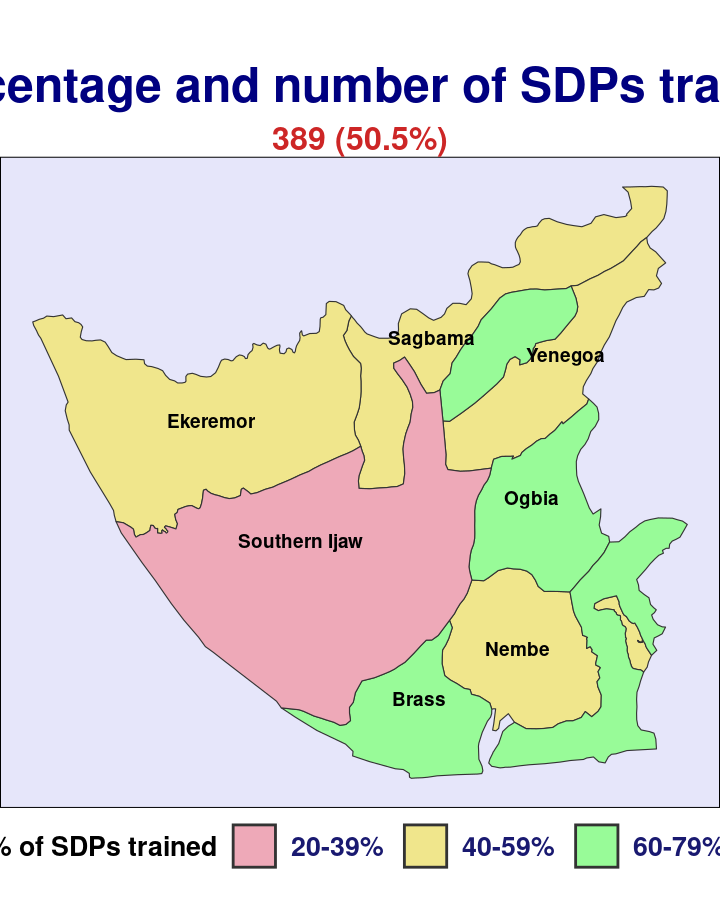 centage and number of SDPs tra
389 (50.5%)
Sagbama
Yenegoa
Ekeremor
Ogbia
Southern Ijaw
Nembe
Brass
% of SDPs trained 20-39% 40-59% 60-79%